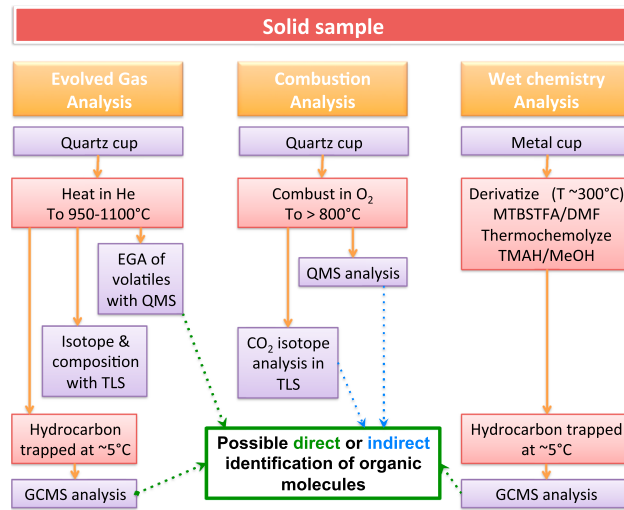 Solid sample
Evolved Gas
Analysis
Quartz cup
Heat in He
To 950-1100°C
EGA of
volatiles
with QMS
Isotope &
composition
with TLS
Hydrocarbon
trapped at ~5°C
GCMS analysis
Combustion
Analysis
Quartz cup
Combust in O₂
To > 800°C
QMS analysis
CO₂ isotope
analysis in
TLS
Wet chemistry
Analysis
Metal cup
Derivatize (T ~300°C)
MTBSTFA/DMF
Thermochemolyze
TMAH/MeOH
Hydrocarbon trapped
at ~5°C
GCMS analysis
Possible direct or indirect
identification of organic
molecules